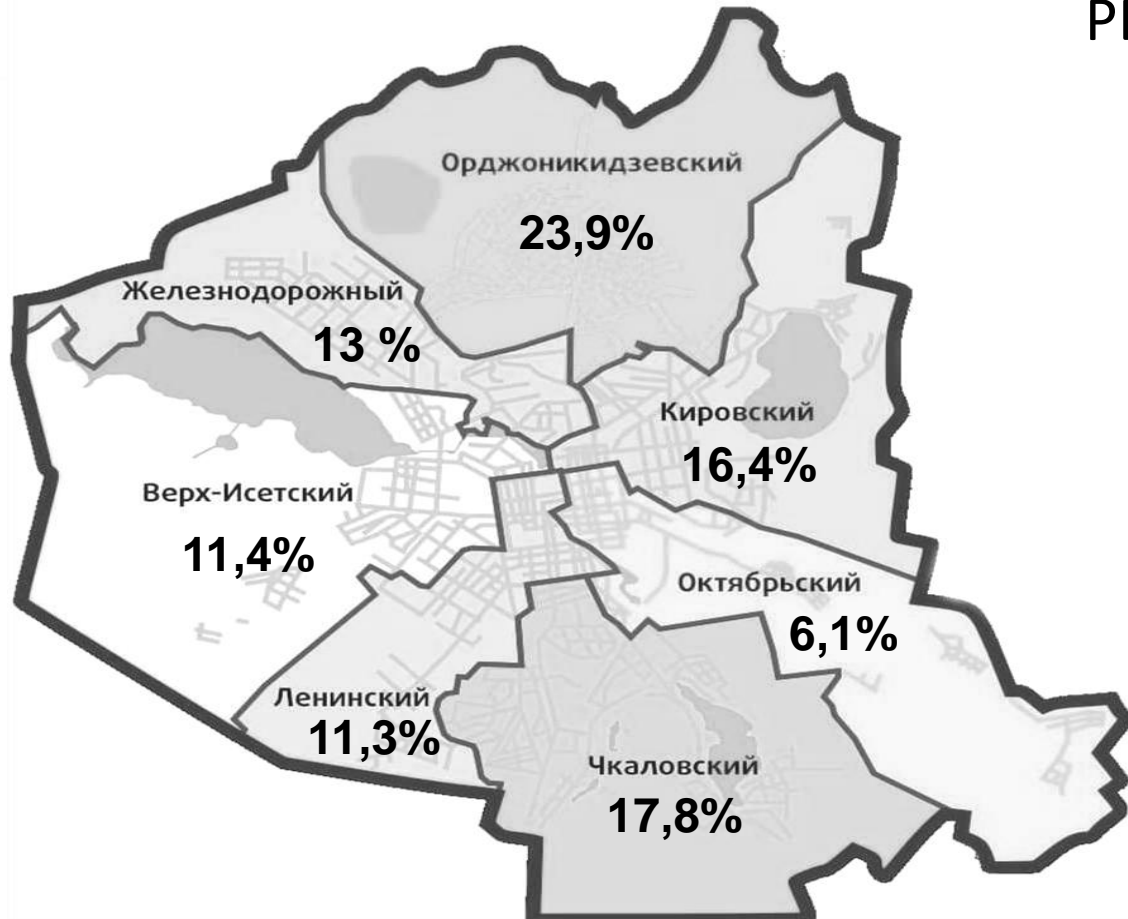 Орджоникидзевский
23,9%
Железнодорожный
13 %
Кировский
16,4%
Верх-Исетский
11,4%
Октябрьский
6,1%
Ленинский
11,3%
Чкаловский
17,8%